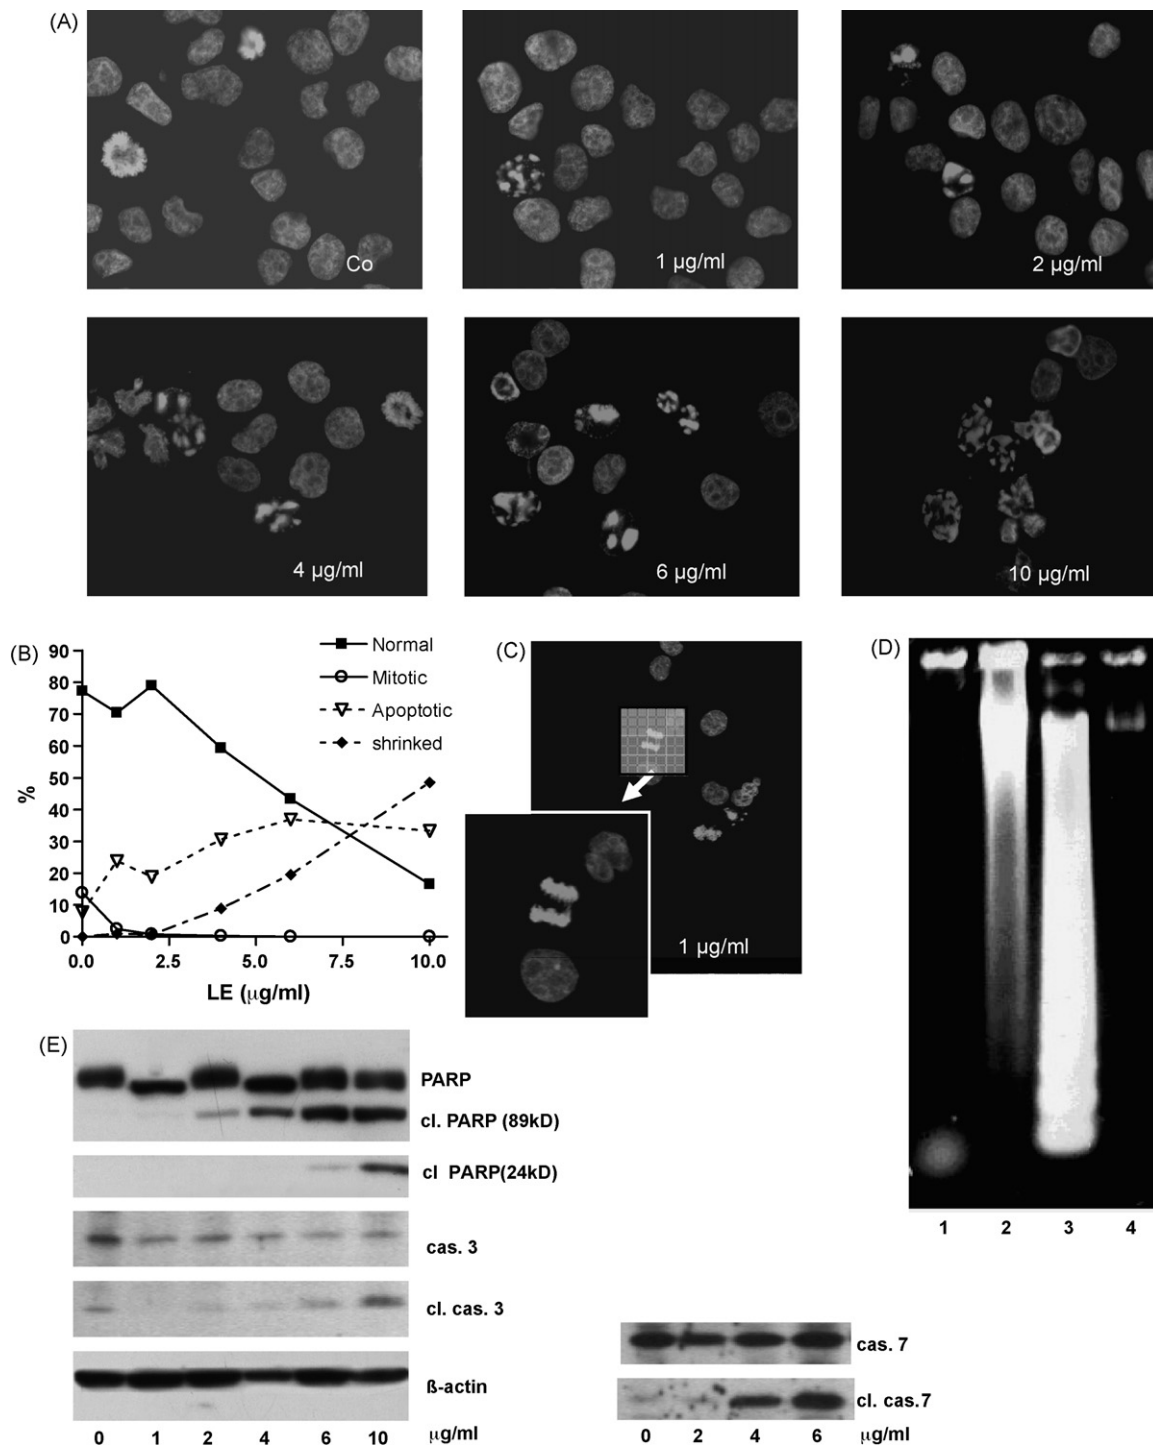 (A)
Co
1 µg/ml
2 µg/ml
4 µg/ml
6 µg/ml
10 µg/ml
(B)
90
80
70
60
50
40
30
20
10
0
%
0.0 2.5 5.0 7.5 10.0
LE (µg/ml)
Normal
Mitotic
Apoptotic
shrinked
(C)
1 µg/ml
(D)
1 2 3 4
(E)
PARP
cl. PARP (89kD)
cl PARP(24kD)
cas. 3
cl. cas. 3
ß-actin
0 1 2 4 6 10 µg/ml
cas. 7
cl. cas.7
0 2 4 6 µg/ml